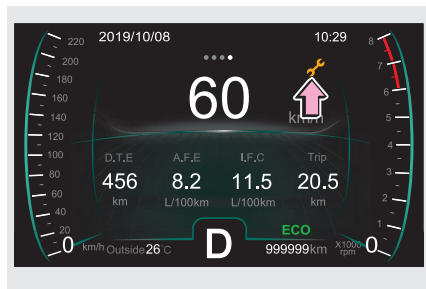 2019/10/08 10:29
60
km/h
D.T.E A.F.E I.F.C Trip
456 8.2 11.5 20.5
km L/100km L/100km km
D
ECO
km/h Outside 26°C
999999km
X1000
rpm
220
200
180
160
140
120
100
80
60
40
20
0
8
7
6
5
4
3
2
1
0